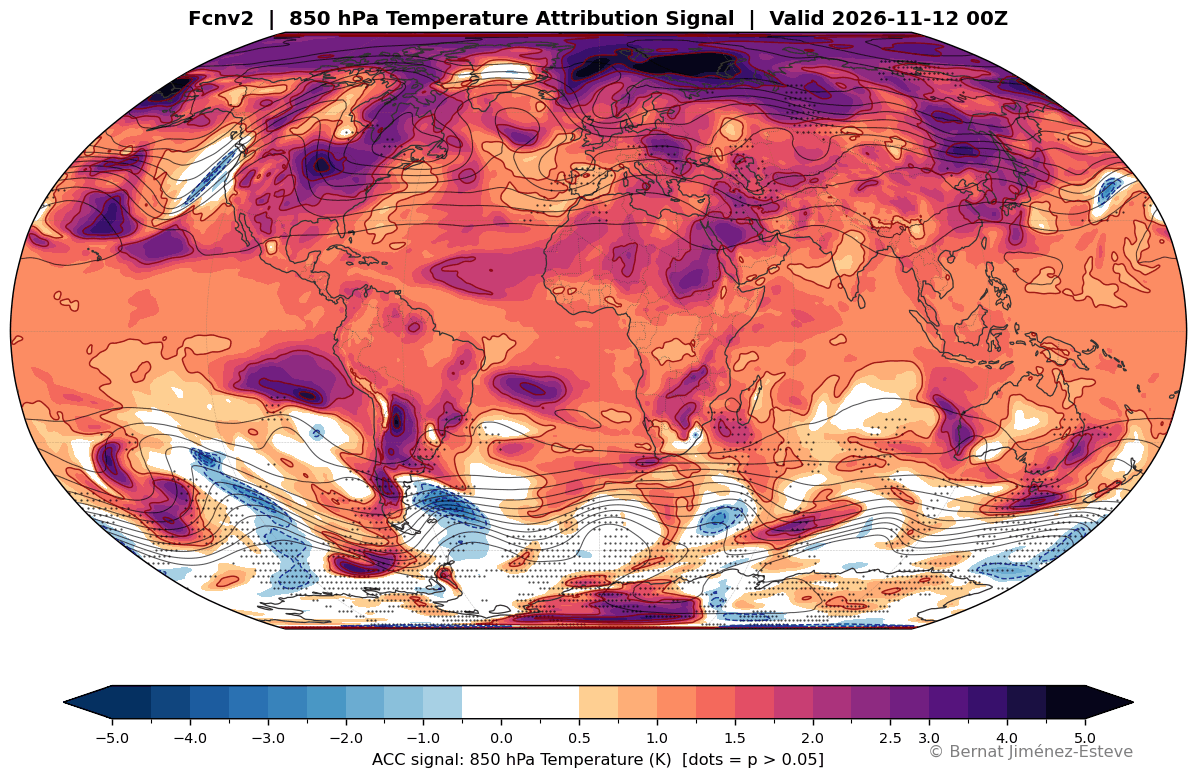 Fcnv2 | 850 hPa Temperature Attribution Signal | Valid 2026-11-12 00Z
−5.0 −4.0 −3.0 −2.0 −1.0 0.0 0.5 1.0 1.5 2.0 2.5 3.0 4.0 5.0
ACC signal: 850 hPa Temperature (K) [dots = p > 0.05]
© Bernat Jiménez-Esteve